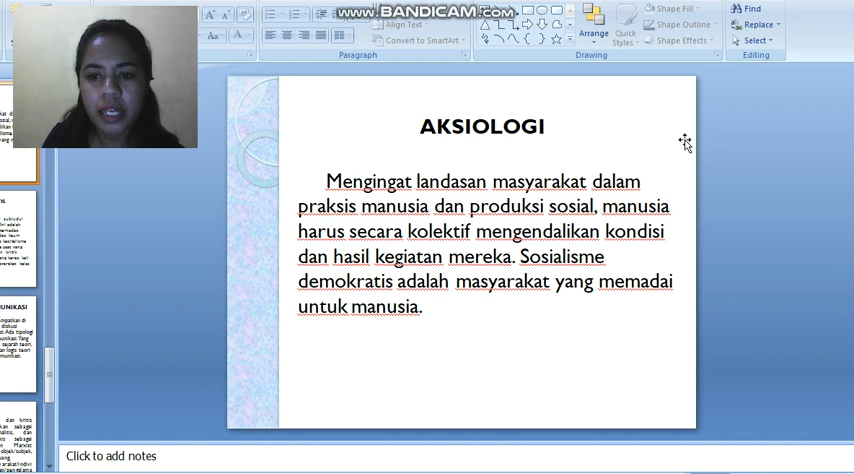 www.BANDICAM.com
Align Text
Convert to SmartArt
Paragraph
Arrange
Quick
Styles
Shape Fill
Shape Outline
Shape Effects
Drawing
Find
Replace
Select
Editing
AKSIOLOGI
Mengingat landasan masyarakat dalam
praksis manusia dan produksi sosial, manusia
harus secara kolektif mengendalikan kondisi
dan hasil kegiatan mereka. Sosialisme
demokratis adalah masyarakat yang memadai
untuk manusia.
Click to add notes